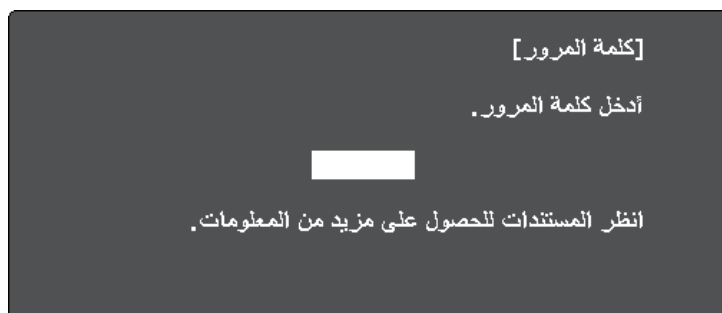 [كلمة المرور]
أدخل كلمة المرور.
انظر المستندات للحصول على مزيد من المعلومات.